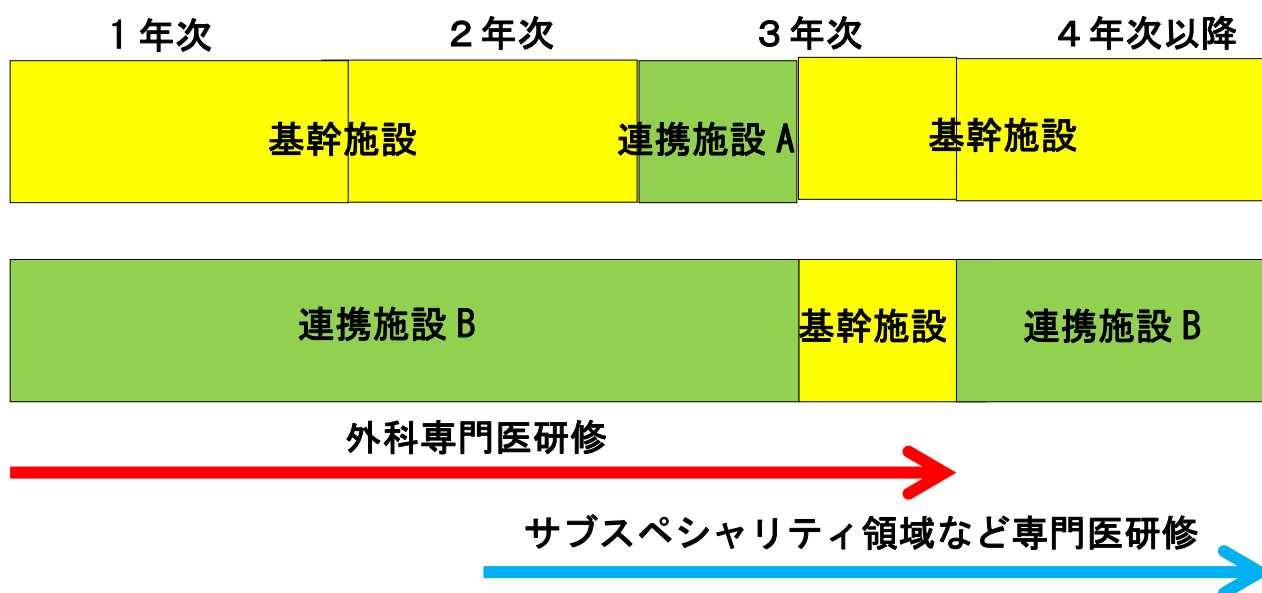 １年次 ２年次 ３年次 ４年次以降
基幹施設 連携施設 A 基幹施設
連携施設 B 基幹施設 連携施設 B
外科専門医研修
サブスペシャリティ領域など専門医研修